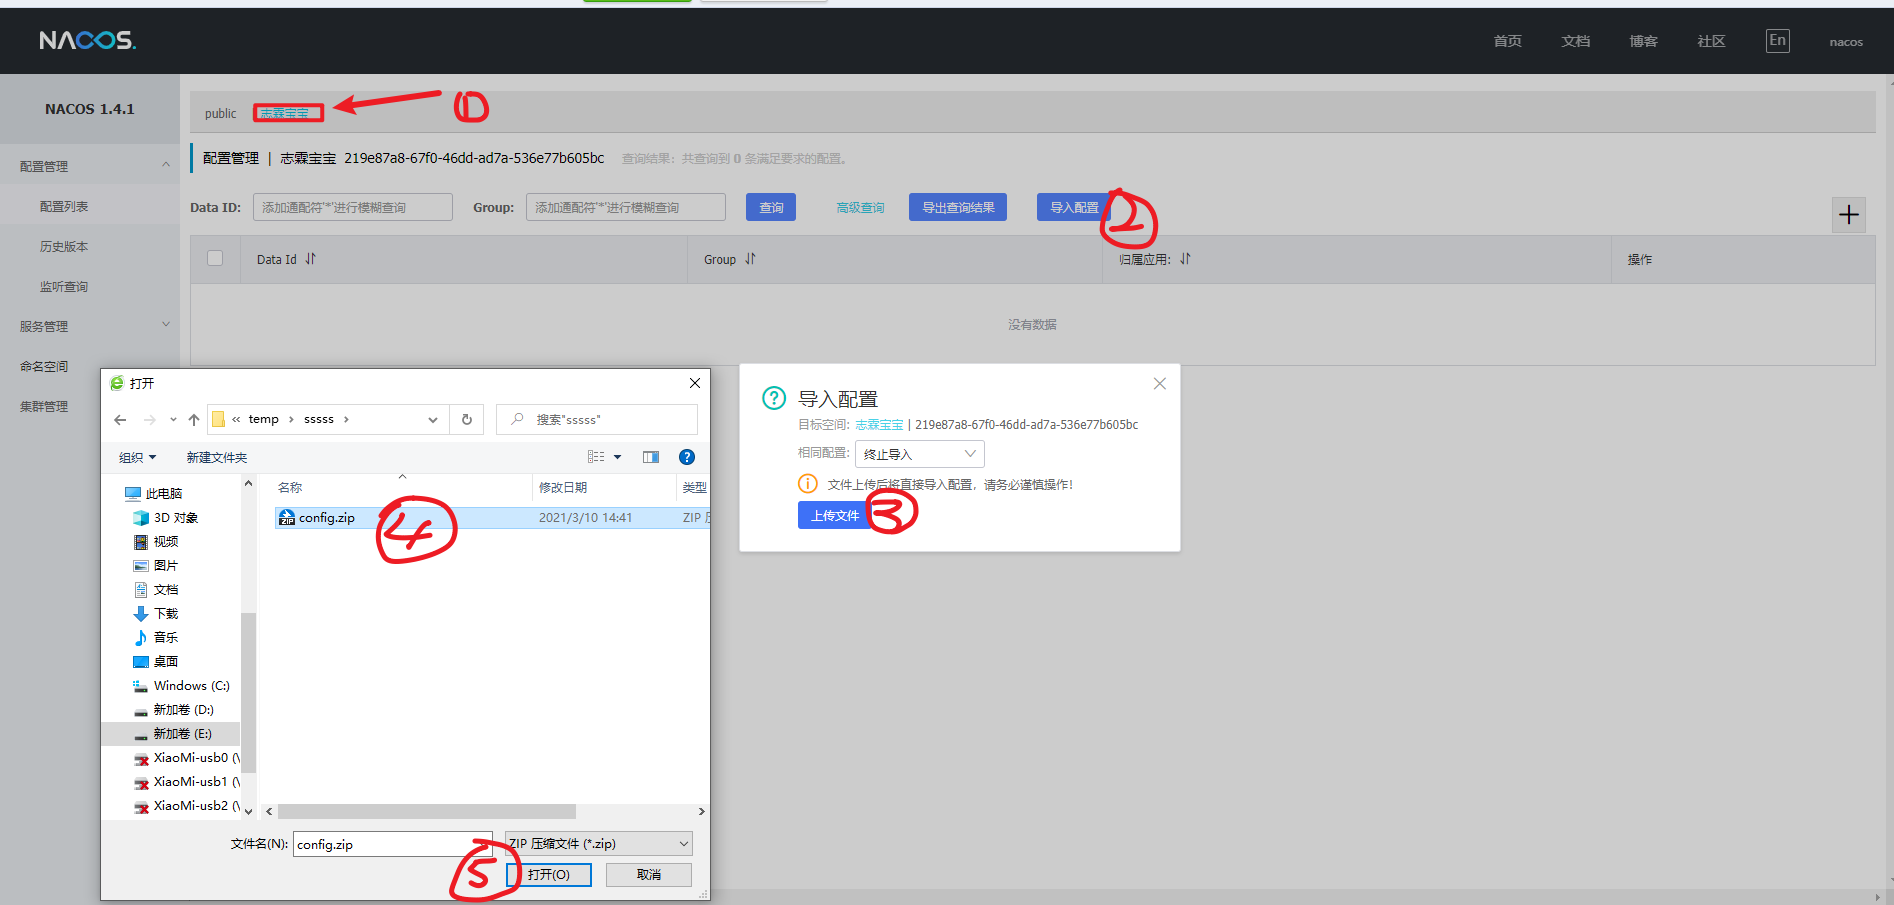 NACOS.
首页 文档 博客 社区 En nacos
NACOS 1.4.1
配置管理
配置列表
历史版本
监听查询
服务管理
命名空间
集群管理
public 志霖宝宝
①
配置管理 | 志霖宝宝 219e87a8-67f0-46dd-ad7a-536e77b605bc 查询结果：共查询到 0 条满足要求的配置。
Data ID: 添加通配符'*'进行模糊查询 Group: 添加通配符'*'进行模糊查询 查询 高级查询 导出查询结果 导入配置
②
Data Id Group 归属应用: 操作
没有数据
导入配置
目标空间: 志霖宝宝 | 219e87a8-67f0-46dd-ad7a-536e77b605bc
相同配置: 终止导入
文件上传后将直接导入配置，请务必谨慎操作!
上传文件
③
打开
« temp › sssss ›
搜索"sssss"
组织 新建文件夹
名称 修改日期 类型
config.zip 2021/3/10 14:41 ZIP
④
此电脑
3D 对象
视频
图片
文档
下载
音乐
桌面
Windows (C:)
新加卷 (D:)
新加卷 (E:)
XiaoMi-usb0 (\
XiaoMi-usb1 (\
XiaoMi-usb2 (\
文件名(N): config.zip ZIP 压缩文件 (*.zip)
⑤
打开(O) 取消